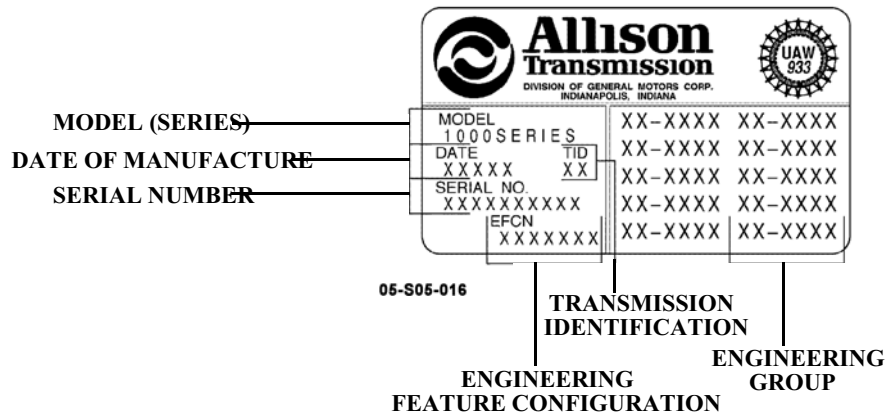 Allison
Transmission
DIVISION OF GENERAL MOTORS CORP.
INDIANAPOLIS, INDIANA
UAW
933
MODEL (SERIES)
DATE OF MANUFACTURE
SERIAL NUMBER
MODEL
1000SERIES
DATE TID
XXXXX XX
SERIAL NO.
XXXXXXXXXX
EFCN
XXXXXXX
XX-XXXX XX-XXXX
XX-XXXX XX-XXXX
XX-XXXX XX-XXXX
XX-XXXX XX-XXXX
XX-XXXX XX-XXXX
05-S05-016
TRANSMISSION
IDENTIFICATION
ENGINEERING
GROUP
ENGINEERING
FEATURE CONFIGURATION